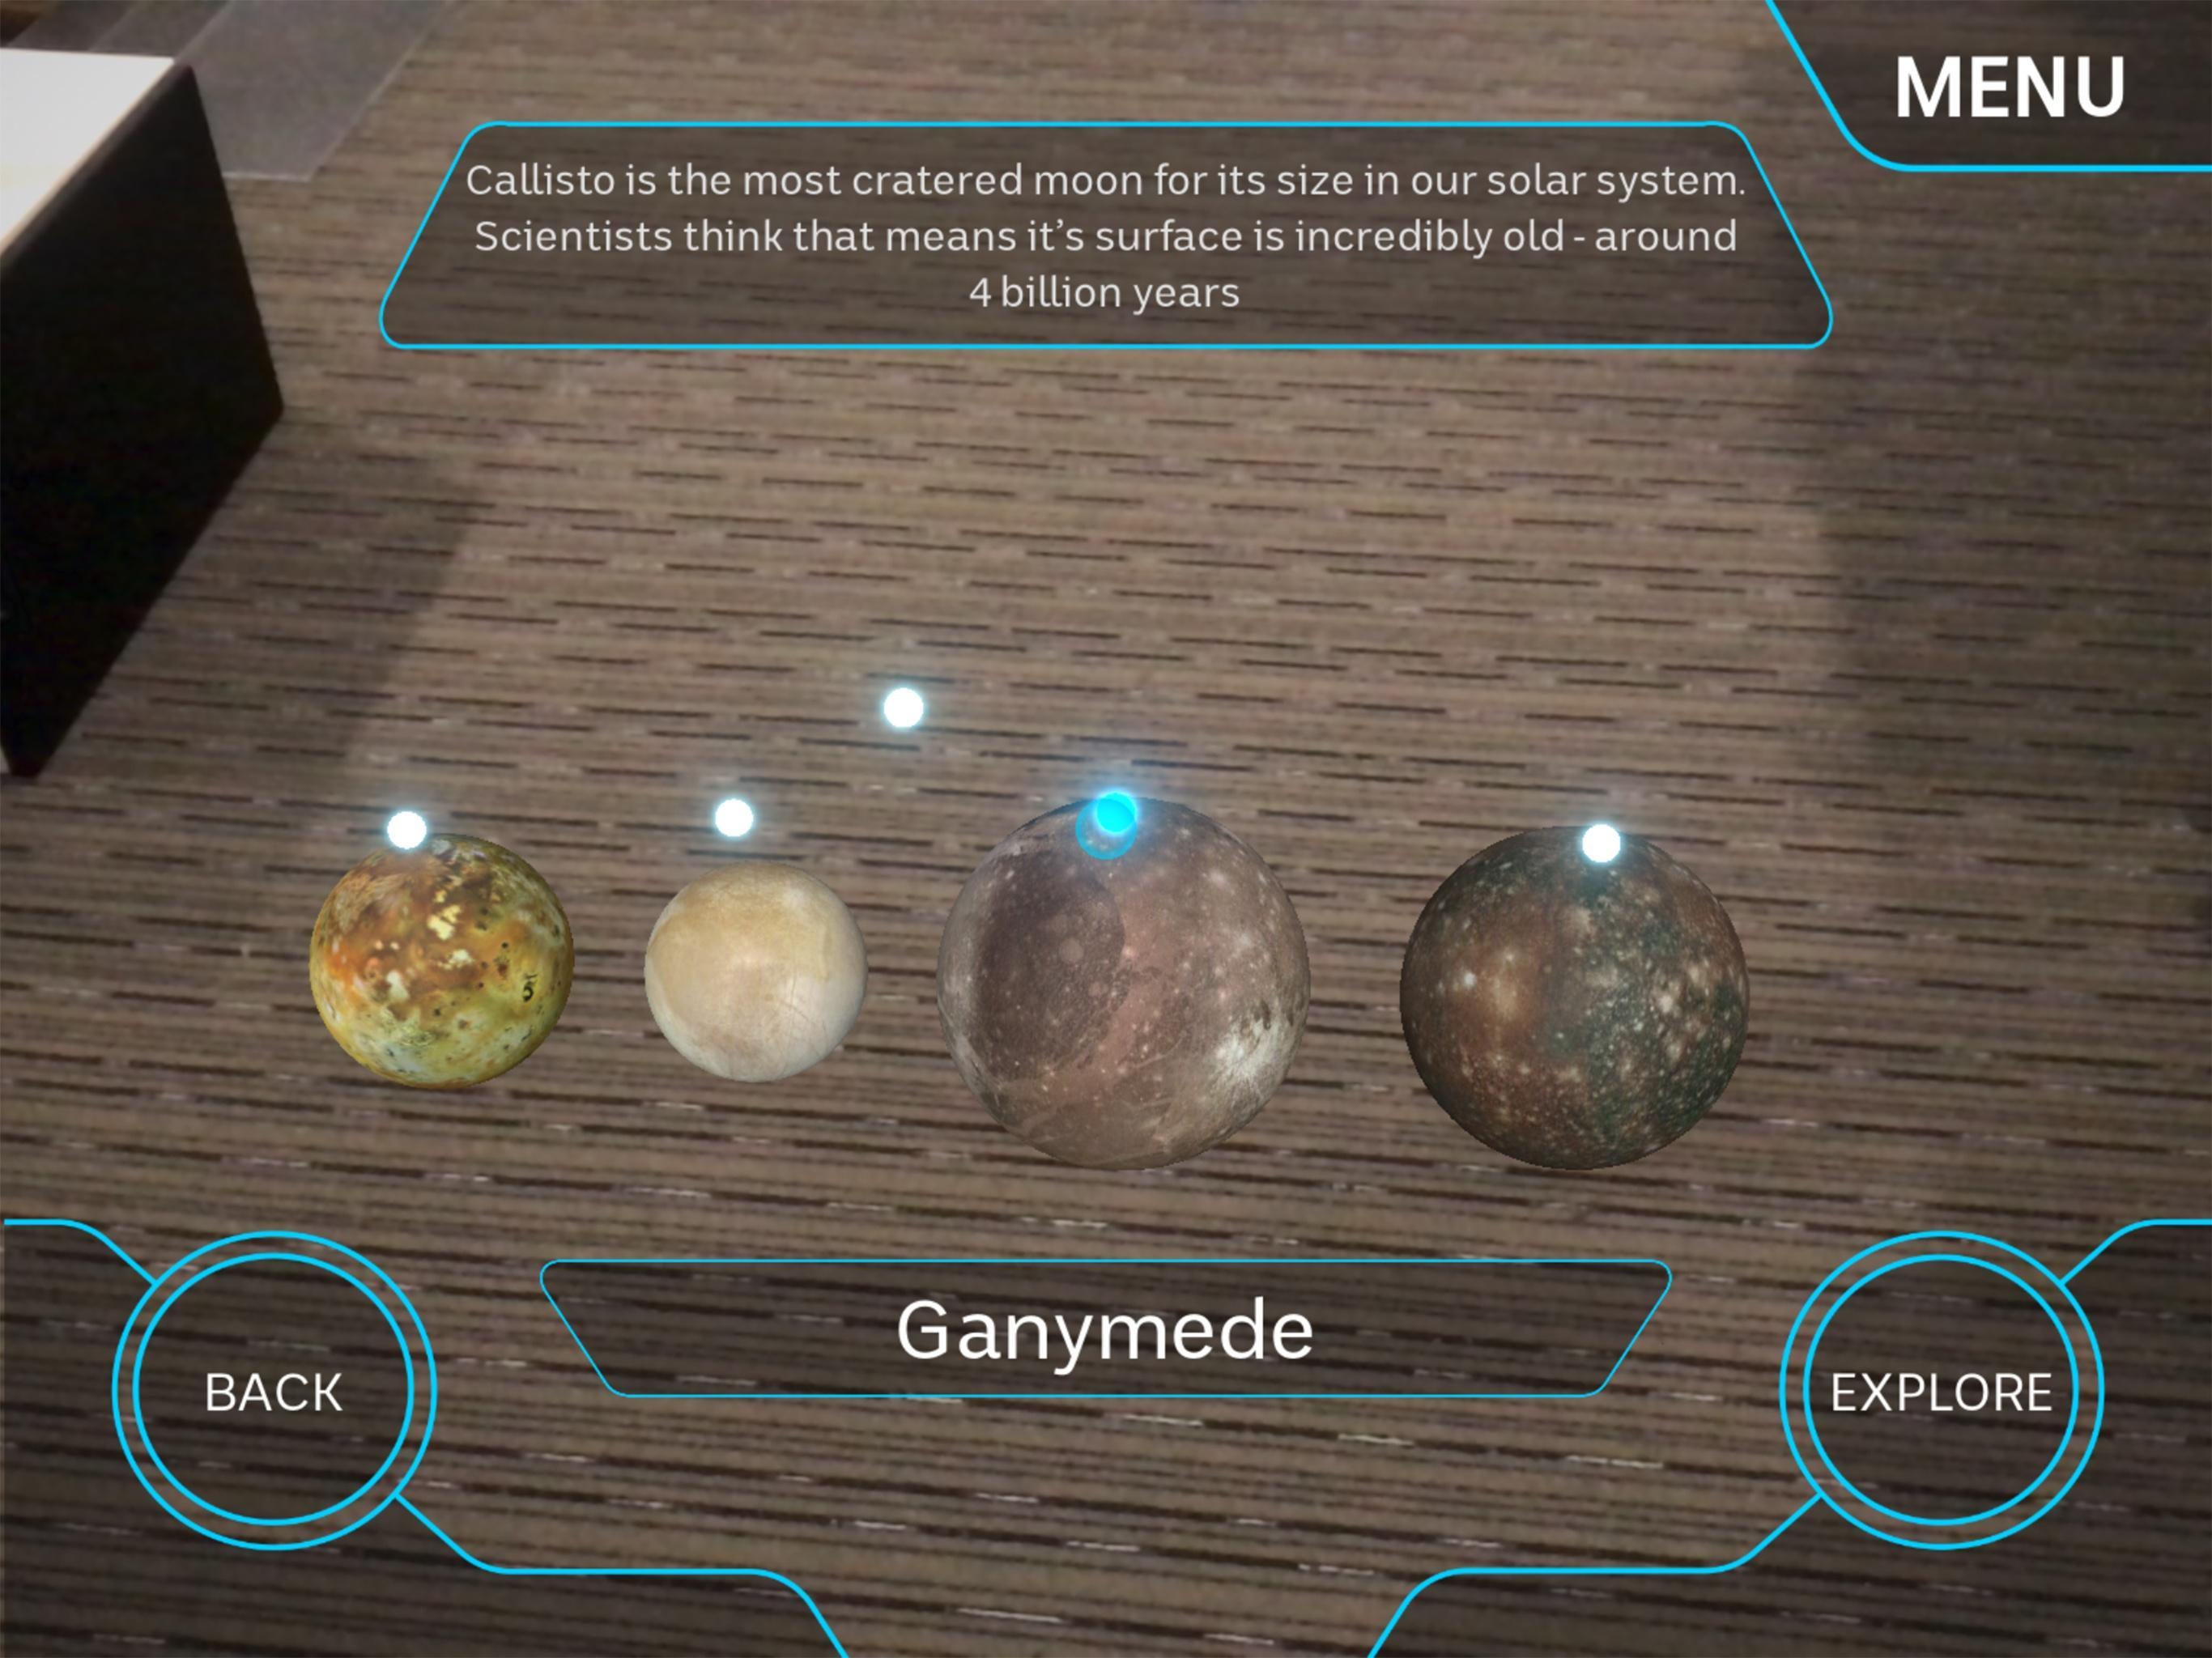 MENU
Callisto is the most cratered moon for its size in our solar system.
Scientists think that means it’s surface is incredibly old - around
4 billion years
Ganymede
BACK
EXPLORE